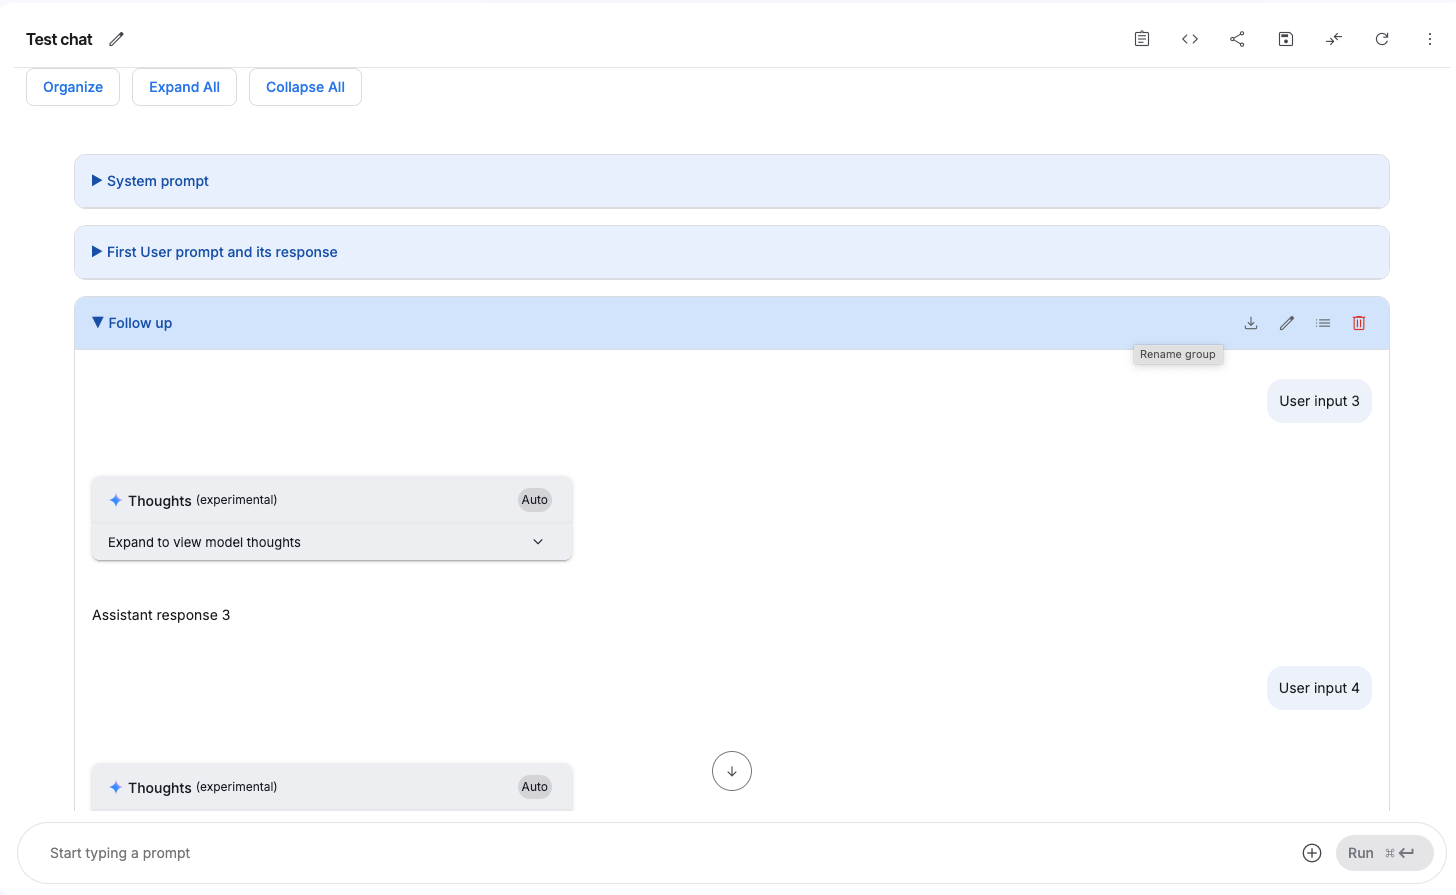 Test chat
Organize
Expand All
Collapse All
System prompt
First User prompt and its response
Follow up
Rename group
User input 3
Thoughts (experimental)
Auto
Expand to view model thoughts
Assistant response 3
User input 4
Thoughts (experimental)
Auto
Start typing a prompt
Run ⌘ ↵